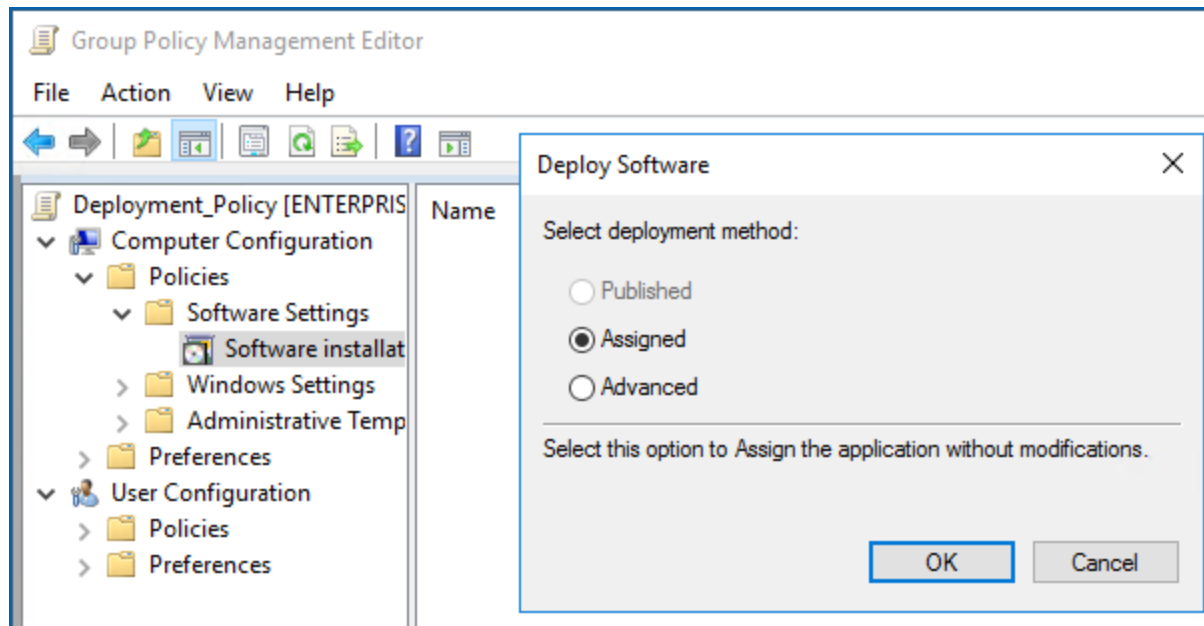 Group Policy Management Editor
File Action View Help
Deployment_Policy [ENTERPRIS
Computer Configuration
Policies
Software Settings
Software installat
Windows Settings
Administrative Temp
Preferences
User Configuration
Policies
Preferences
Name
Deploy Software
Select deployment method:
Published
Assigned
Advanced
Select this option to Assign the application without modifications.
OK Cancel